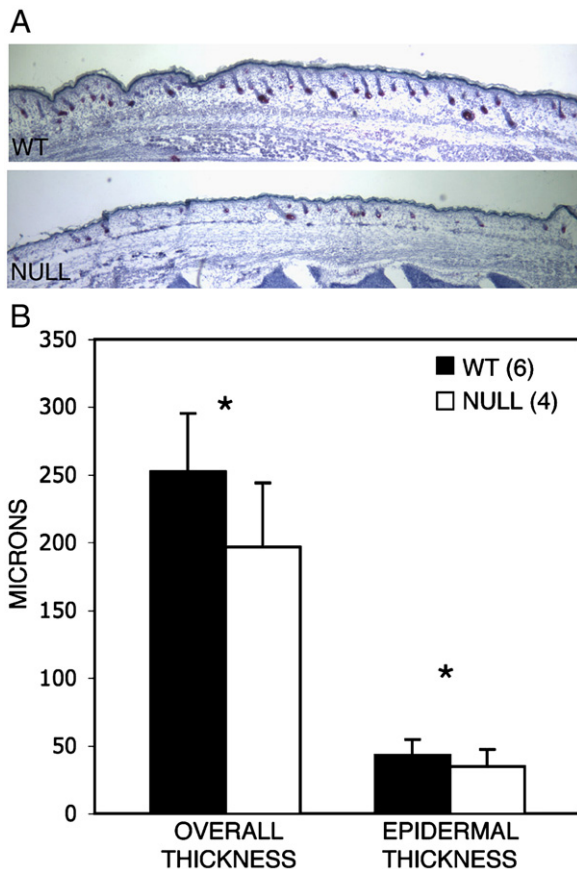 A
WT
NULL
B
350
300
250
200
150
100
50
0
MICRONS
WT (6)
NULL (4)
*
*
OVERALL
THICKNESS
EPIDERMAL
THICKNESS